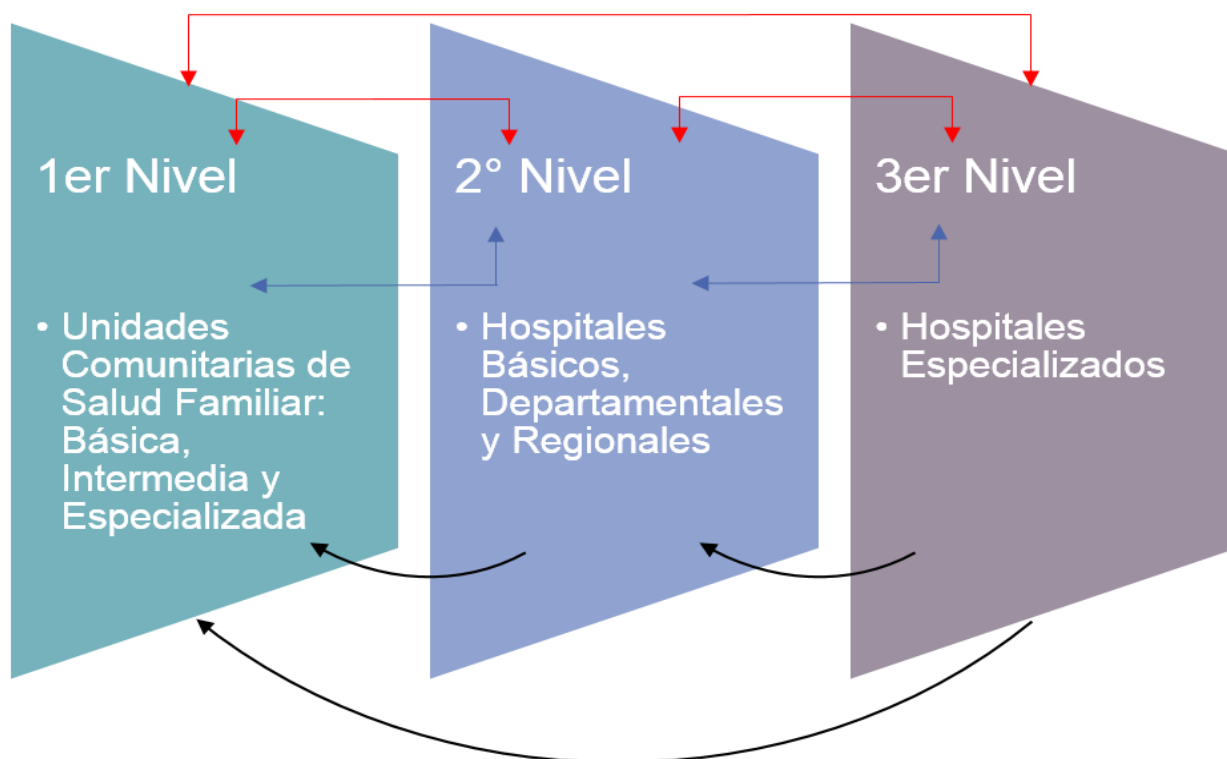 1er Nivel
• Unidades
Comunitarias de
Salud Familiar:
Básica,
Intermedia y
Especializada
2° Nivel
• Hospitales
Básicos,
Departamentales
y Regionales
3er Nivel
• Hospitales
Especializados